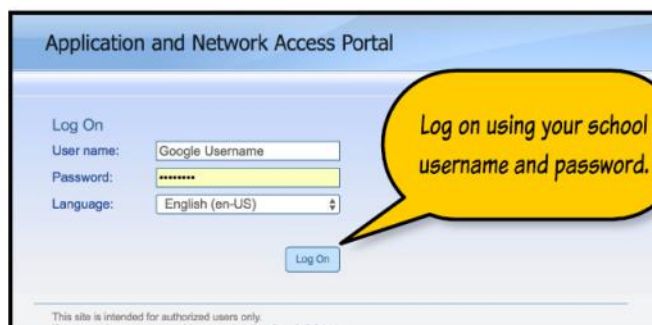 Application and Network Access Portal
Log On
User name: Google Username
Password: ••••••••
Language: English (en-US)
Log On
Log on using your school
username and password.
This site is intended for authorized users only.